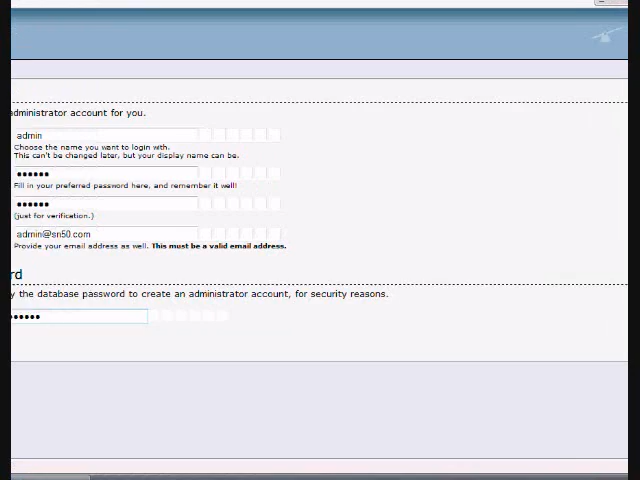 administrator account for you.
admin
Choose the name you want to login with.
This can't be changed later, but your display name can be.
••••••
Fill in your preferred password here, and remember it well!
••••••
(just for verification.)
admin@sn50.com
Provide your email address as well. This must be a valid email address.
rd
y the database password to create an administrator account, for security reasons.
••••••